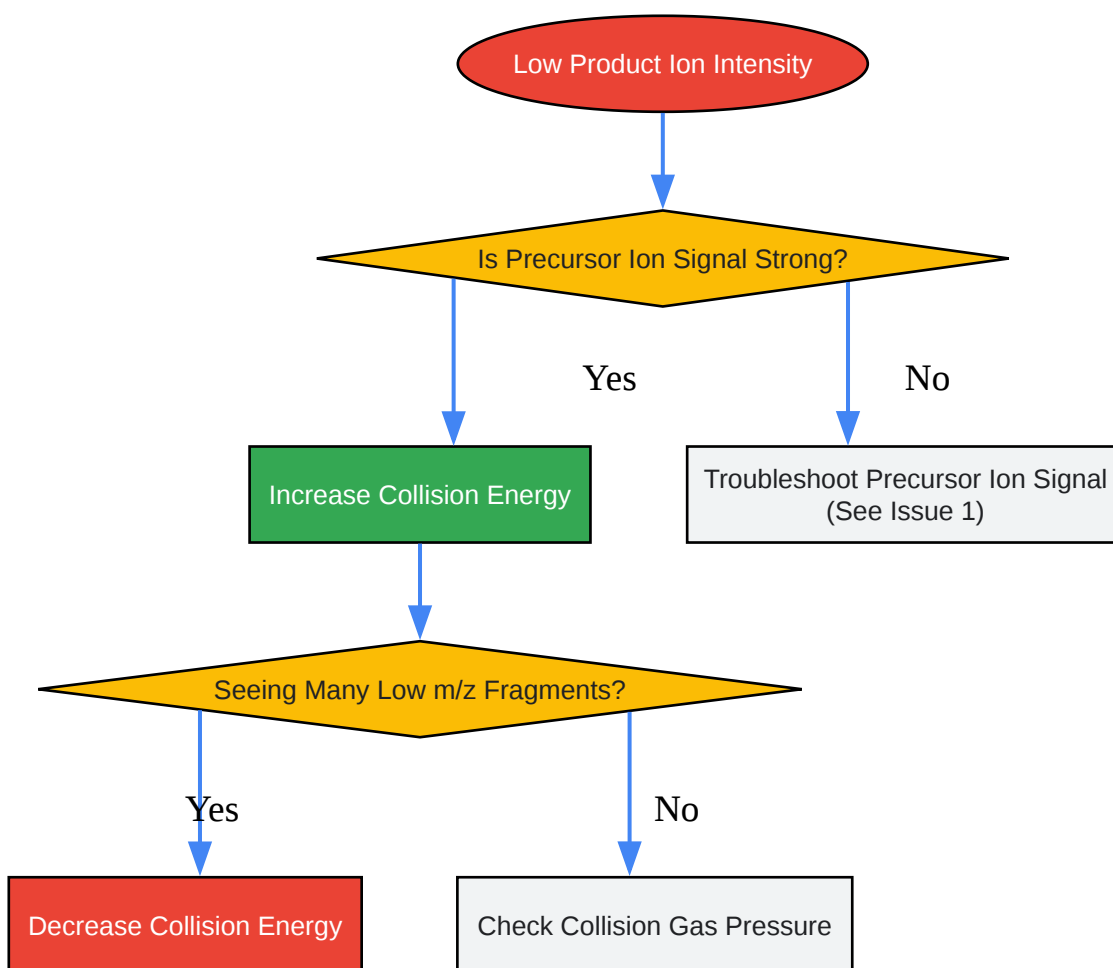 Low Product Ion Intensity
Is Precursor Ion Signal Strong?
Yes
No
Increase Collision Energy
Troubleshoot Precursor Ion Signal
(See Issue 1)
Seeing Many Low m/z Fragments?
Yes
No
Decrease Collision Energy
Check Collision Gas Pressure